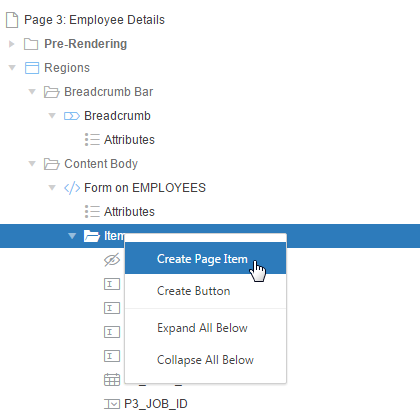 Page 3: Employee Details
Pre-Rendering
Regions
Breadcrumb Bar
Breadcrumb
Attributes
Content Body
Form on EMPLOYEES
Attributes
Create Page Item
Create Button
Expand All Below
Collapse All Below
P3_JOB_ID